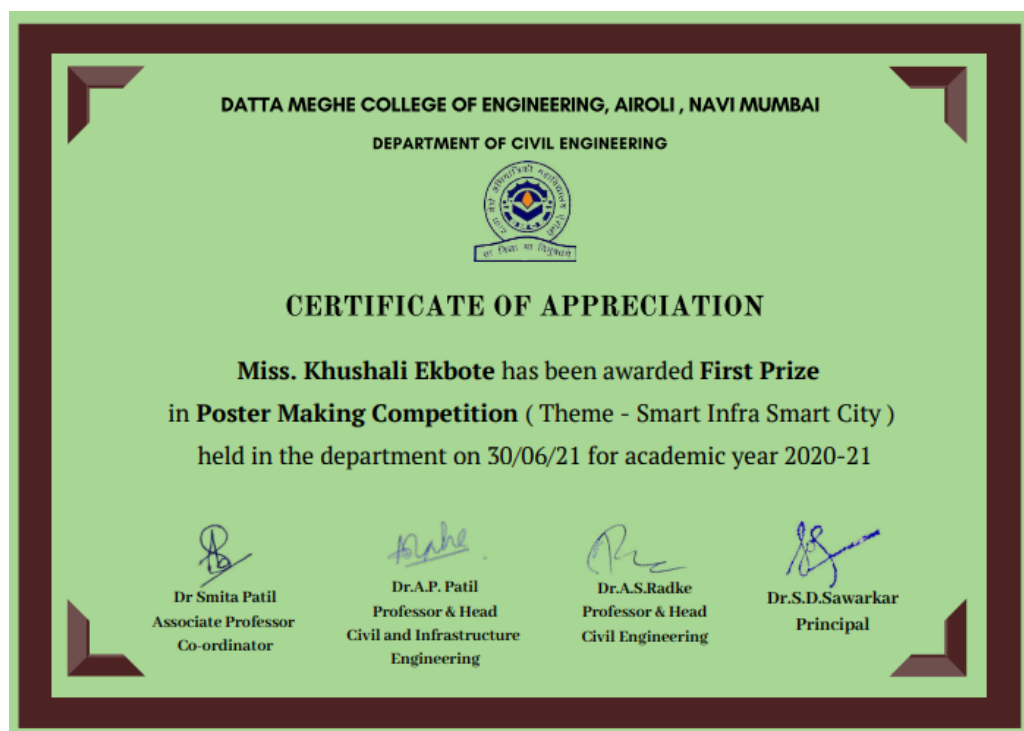 DATTA MEGHE COLLEGE OF ENGINEERING, AIROLI , NAVI MUMBAI
DEPARTMENT OF CIVIL ENGINEERING
CERTIFICATE OF APPRECIATION
Miss. Khushali Ekbote has been awarded First Prize
in Poster Making Competition ( Theme - Smart Infra Smart City )
held in the department on 30/06/21 for academic year 2020-21
Dr Smita Patil
Associate Professor
Co-ordinator
Dr.A.P. Patil
Professor & Head
Civil and Infrastructure
Engineering
Dr.A.S.Radke
Professor & Head
Civil Engineering
Dr.S.D.Sawarkar
Principal